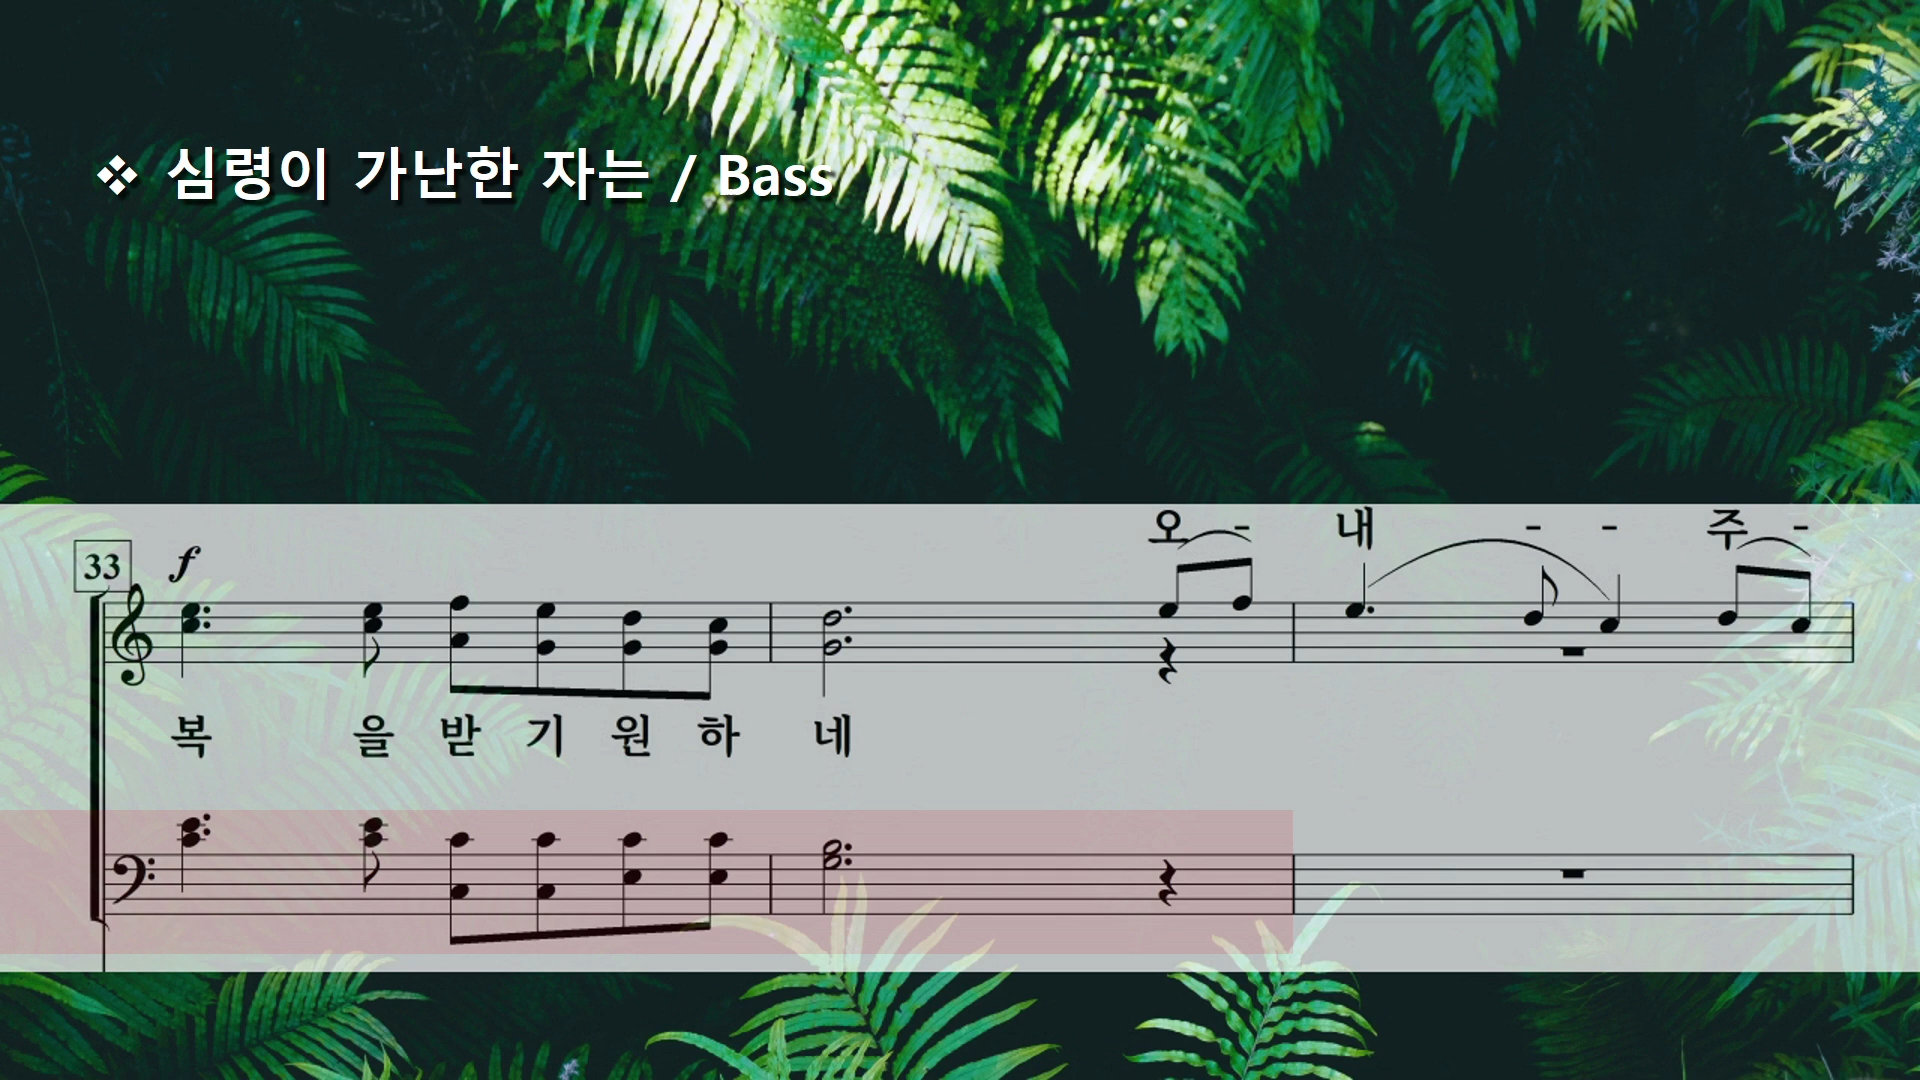 ❖ 심령이 가난한 자는 / Bass
오 - 내 - - 주 -
33 f
복 을 받 기 원 하 네